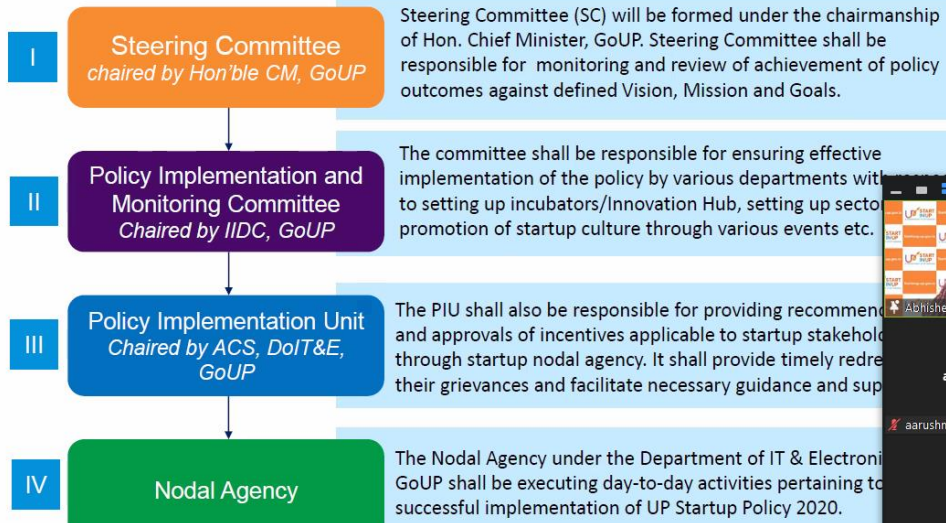 I
Steering Committee
chaired by Hon'ble CM, GoUP
Steering Committee (SC) will be formed under the chairmanship
of Hon. Chief Minister, GoUP. Steering Committee shall be
responsible for monitoring and review of achievement of policy
outcomes against defined Vision, Mission and Goals.
II
Policy Implementation and
Monitoring Committee
Chaired by IIDC, GoUP
The committee shall be responsible for ensuring effective
implementation of the policy by various departments with
to setting up incubators/Innovation Hub, setting up secto
promotion of startup culture through various events etc.
III
Policy Implementation Unit
Chaired by ACS, DoIT&E,
GoUP
The PIU shall also be responsible for providing recommen
and approvals of incentives applicable to startup stakehol
through startup nodal agency. It shall provide timely redre
their grievances and facilitate necessary guidance and sup
IV
Nodal Agency
The Nodal Agency under the Department of IT & Electroni
GoUP shall be executing day-to-day activities pertaining to
successful implementation of UP Startup Policy 2020.
Abhishe
a
aarushm